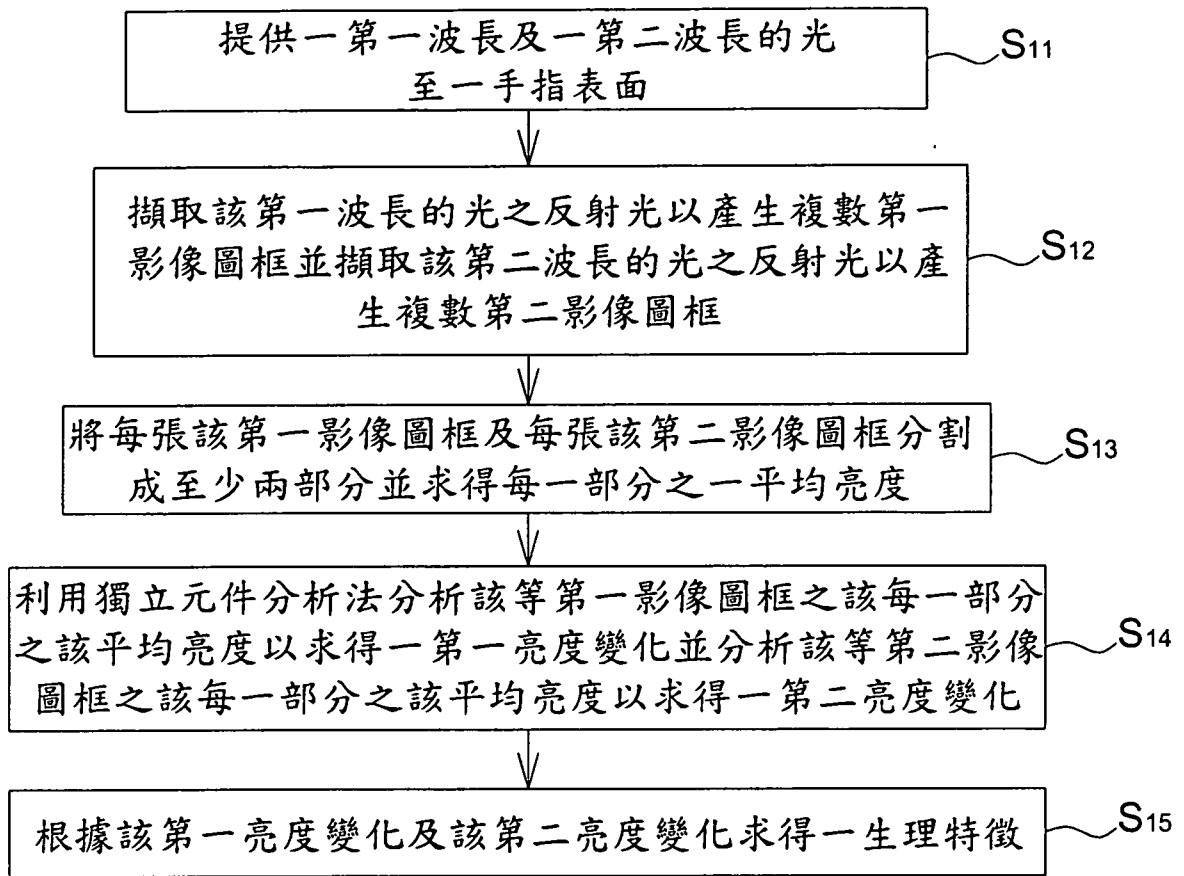 提供一第一波長及一第二波長的光
至一手指表面
S11
擷取該第一波長的光之反射光以產生複數第一
影像圖框並擷取該第二波長的光之反射光以產
生複數第二影像圖框
S12
將每張該第一影像圖框及每張該第二影像圖框分割
成至少兩部分並求得每一部分之一平均亮度
S13
利用獨立元件分析法分析該等第一影像圖框之該每一部分
之該平均亮度以求得一第一亮度變化並分析該等第二影像
圖框之該每一部分之該平均亮度以求得一第二亮度變化
S14
根據該第一亮度變化及該第二亮度變化求得一生理特徵
S15